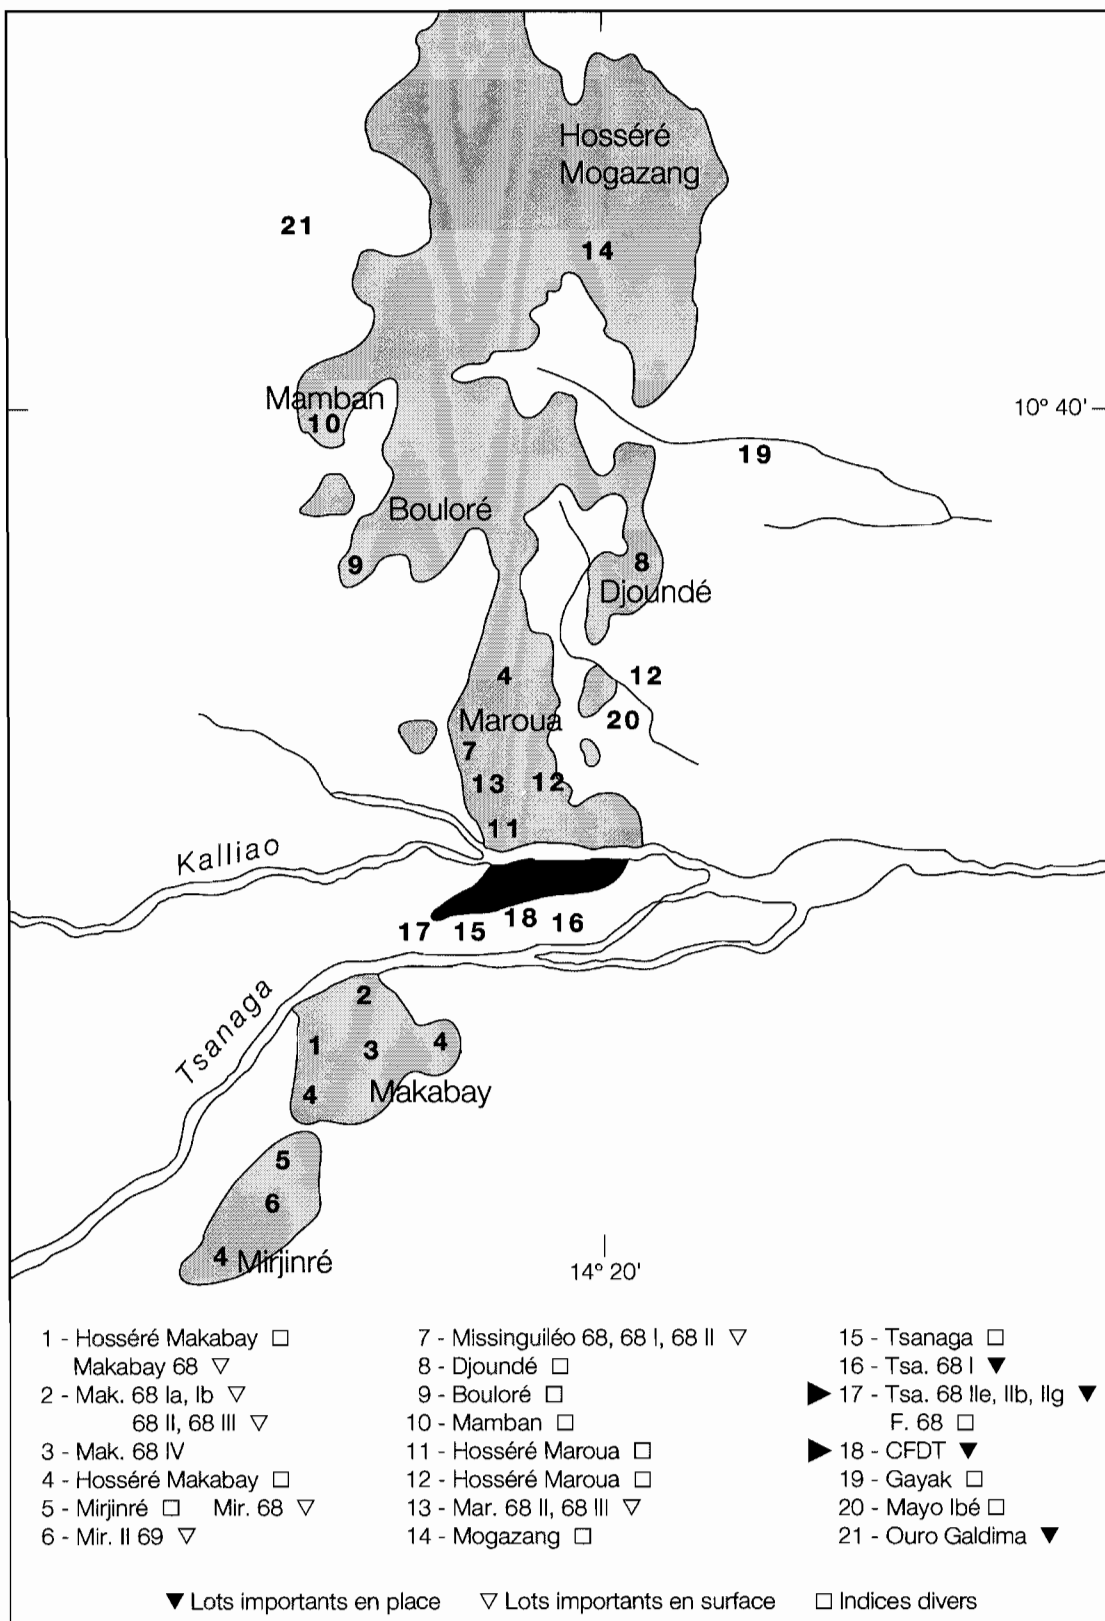 Hosséré
Mogazang
21
14
Mamban
10
10° 40'
19
Bouloré
9
8
Djoundé
4
12
Maroua
20
7
13
12
11
Kalliao
17
15
18
16
Tsanaga
2
1
3
4
4
Makabay
5
6
4
Mirjinré
14° 20'
1 - Hosséré Makabay □
Makabay 68 ▽
2 - Mak. 68 Ia, Ib ▽
68 II, 68 III ▽
3 - Mak. 68 IV
4 - Hosséré Makabay □
5 - Mirjinré □ Mir. 68 ▽
6 - Mir. II 69 ▽
7 - Missinguiléo 68, 68 I, 68 II ▽
8 - Djoundé □
9 - Bouloré □
10 - Mamban □
11 - Hosséré Maroua □
12 - Hosséré Maroua □
13 - Mar. 68 II, 68 III ▽
14 - Mogazang □
15 - Tsanaga □
16 - Tsa. 68 I ▼
▶ 17 - Tsa. 68 IIe, IIb, IIg ▼
F. 68 □
▶ 18 - CFDT ▼
19 - Gayak □
20 - Mayo Ibé □
21 - Ouro Galdima ▼
▼ Lots importants en place ▽ Lots importants en surface □ Indices divers